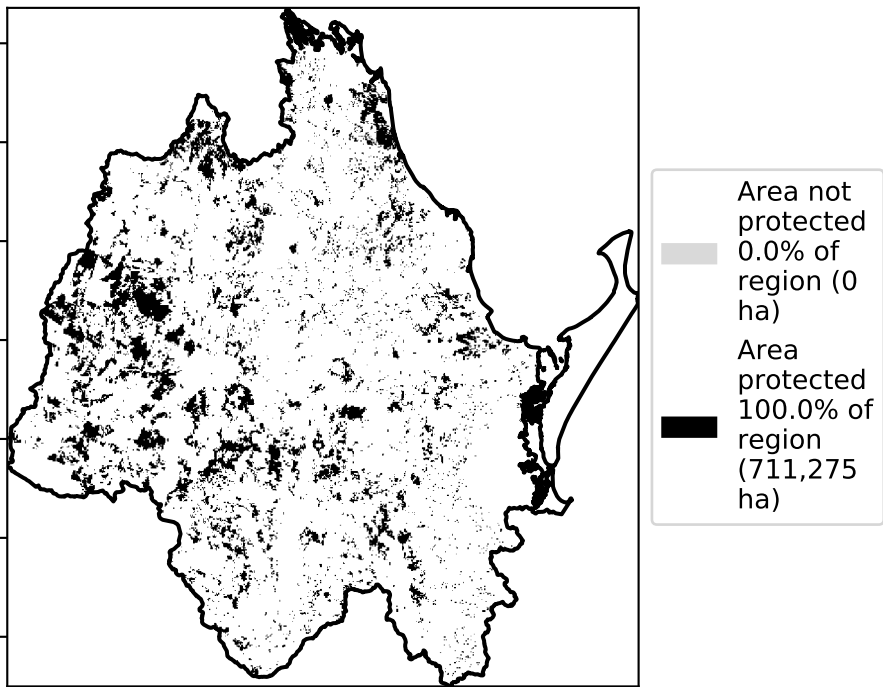 Area not
protected
0.0% of
region (0
ha)
Area
protected
100.0% of
region
(711,275
ha)